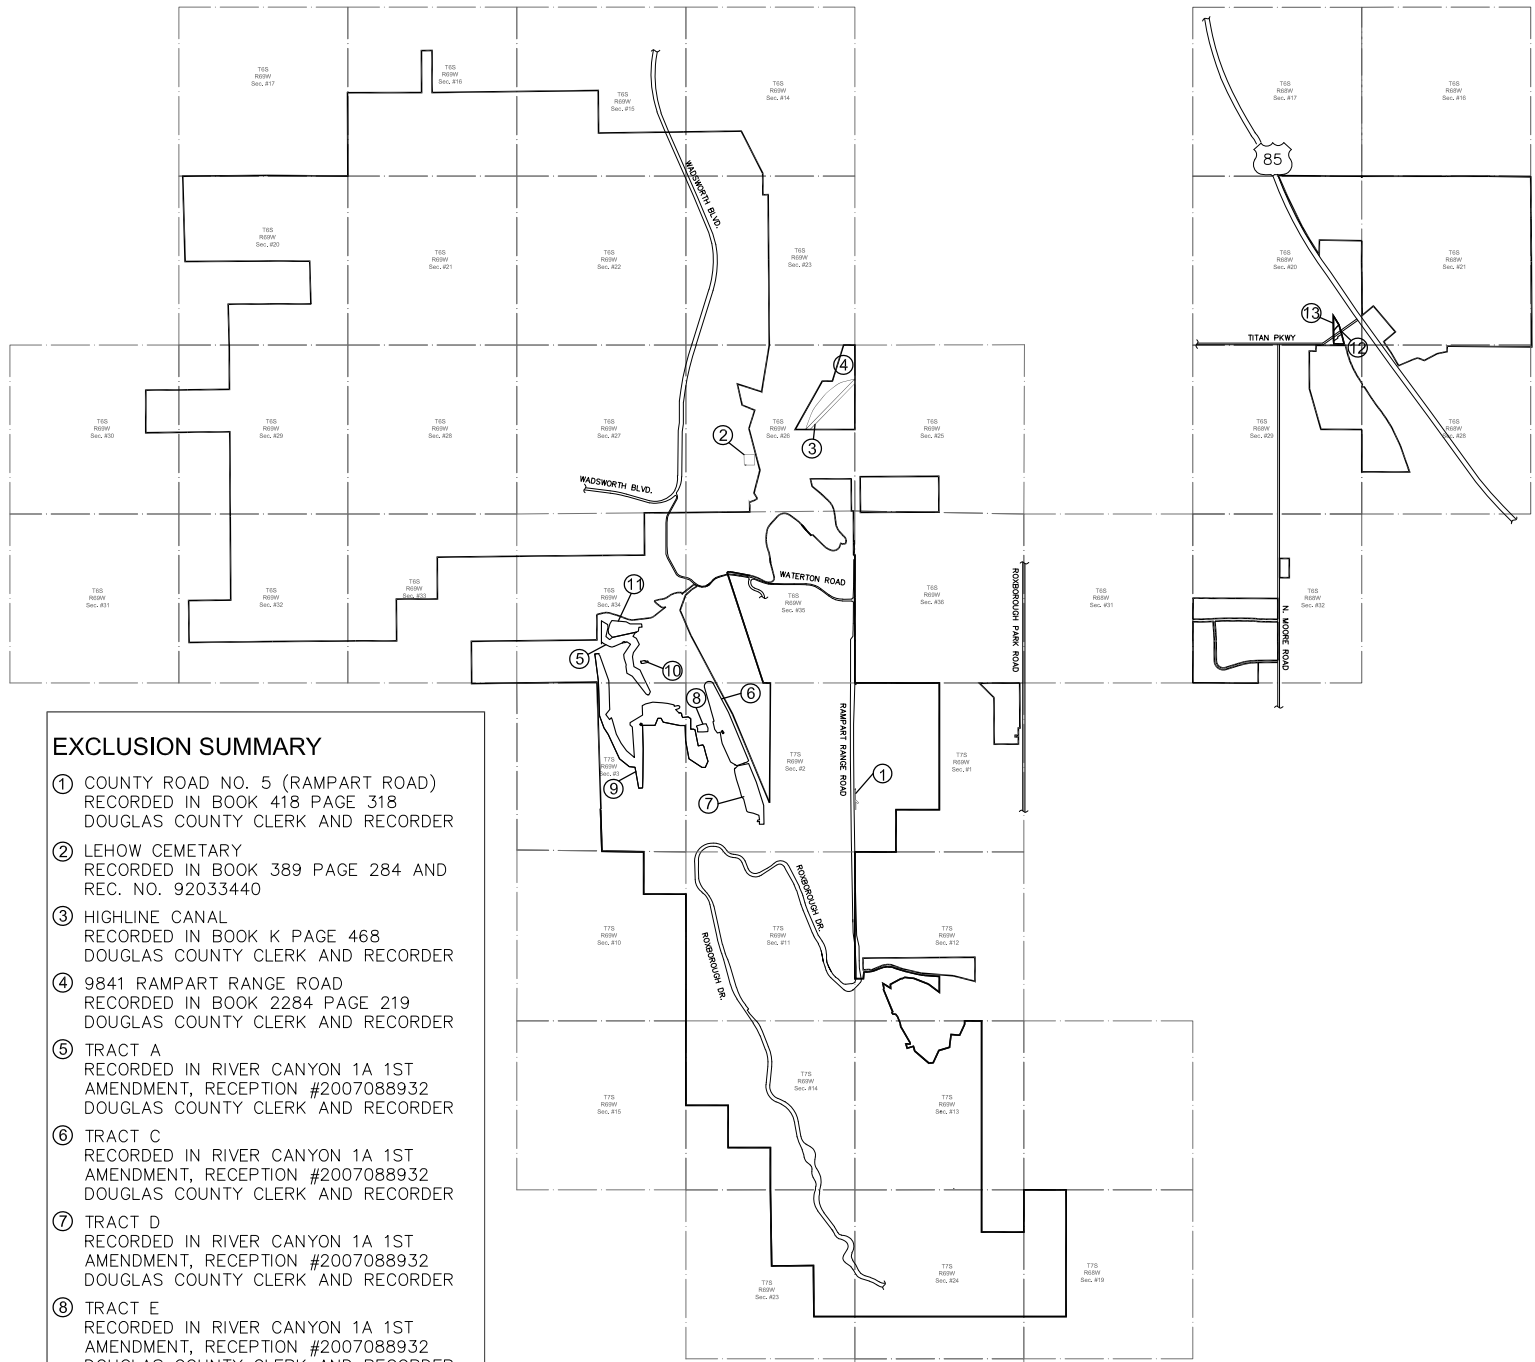 T6S
R69W
Sec. #17
T6S
R69W
Sec. #16
T6S
R69W
Sec. #15
T6S
R69W
Sec. #14
T6S
R68W
Sec. #17
T6S
R68W
Sec. #16
85
WADSWORTH BLVD.
T6S
R69W
Sec. #20
T6S
R69W
Sec. #21
T6S
R69W
Sec. #22
T6S
R69W
Sec. #23
T6S
R68W
Sec. #20
T6S
R68W
Sec. #21
13
TITAN PKWY
12
4
T6S
R69W
Sec. #30
T6S
R69W
Sec. #29
T6S
R69W
Sec. #28
T6S
R69W
Sec. #27
2
T6S
R69W
Sec. #26
3
T6S
R69W
Sec. #25
T6S
R68W
Sec. #29
T6S
R68W
Sec. #28
WADSWORTH BLVD.
T6S
R69W
Sec. #31
T6S
R69W
Sec. #32
T6S
R69W
Sec. #33
T6S
R69W
Sec. #34
11
WATERTON ROAD
T6S
R69W
Sec. #35
T6S
R69W
Sec. #36
ROXBOROUGH PARK ROAD
T6S
R68W
Sec. #31
T6S
R68W
Sec. #32
N. MOORE ROAD
5
10
8
6
T7S
R69W
Sec. #3
9
7
T7S
R69W
Sec. #2
RAMPART RANGE ROAD
1
T7S
R69W
Sec. #1
T7S
R69W
Sec. #10
ROXBOROUGH DR.
T7S
R69W
Sec. #11
ROXBOROUGH DR.
T7S
R69W
Sec. #12
T7S
R69W
Sec. #15
T7S
R69W
Sec. #14
T7S
R69W
Sec. #13
T7S
R69W
Sec. #23
T7S
R69W
Sec. #24
T7S
R68W
Sec. #19
EXCLUSION SUMMARY
1 COUNTY ROAD NO. 5 (RAMPART ROAD)
RECORDED IN BOOK 418 PAGE 318
DOUGLAS COUNTY CLERK AND RECORDER
2 LEHOW CEMETARY
RECORDED IN BOOK 389 PAGE 284 AND
REC. NO. 92033440
3 HIGHLINE CANAL
RECORDED IN BOOK K PAGE 468
DOUGLAS COUNTY CLERK AND RECORDER
4 9841 RAMPART RANGE ROAD
RECORDED IN BOOK 2284 PAGE 219
DOUGLAS COUNTY CLERK AND RECORDER
5 TRACT A
RECORDED IN RIVER CANYON 1A 1ST
AMENDMENT, RECEPTION #2007088932
DOUGLAS COUNTY CLERK AND RECORDER
6 TRACT C
RECORDED IN RIVER CANYON 1A 1ST
AMENDMENT, RECEPTION #2007088932
DOUGLAS COUNTY CLERK AND RECORDER
7 TRACT D
RECORDED IN RIVER CANYON 1A 1ST
AMENDMENT, RECEPTION #2007088932
DOUGLAS COUNTY CLERK AND RECORDER
8 TRACT E
RECORDED IN RIVER CANYON 1A 1ST
AMENDMENT, RECEPTION #2007088932
DOUGLAS COUNTY CLERK AND RECORDER